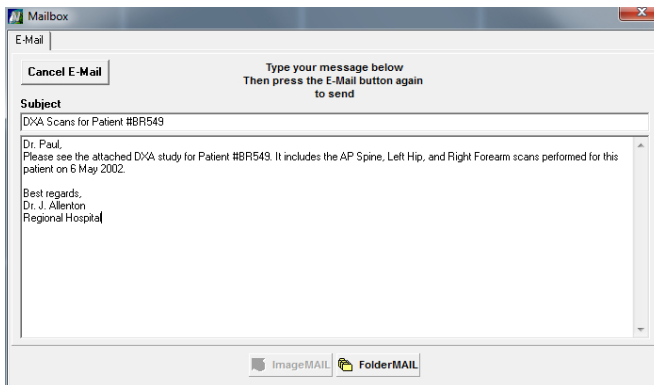 Mailbox
E-Mail
Cancel E-Mail
Type your message below
Then press the E-Mail button again
to send
Subject
DXA Scans for Patient #BR549
Dr. Paul,
Please see the attached DXA study for Patient #BR549. It includes the AP Spine, Left Hip, and Right Forearm scans performed for this
patient on 6 May 2002.
Best regards,
Dr. J. Allenton
Regional Hospital
ImageMAIL FolderMAIL